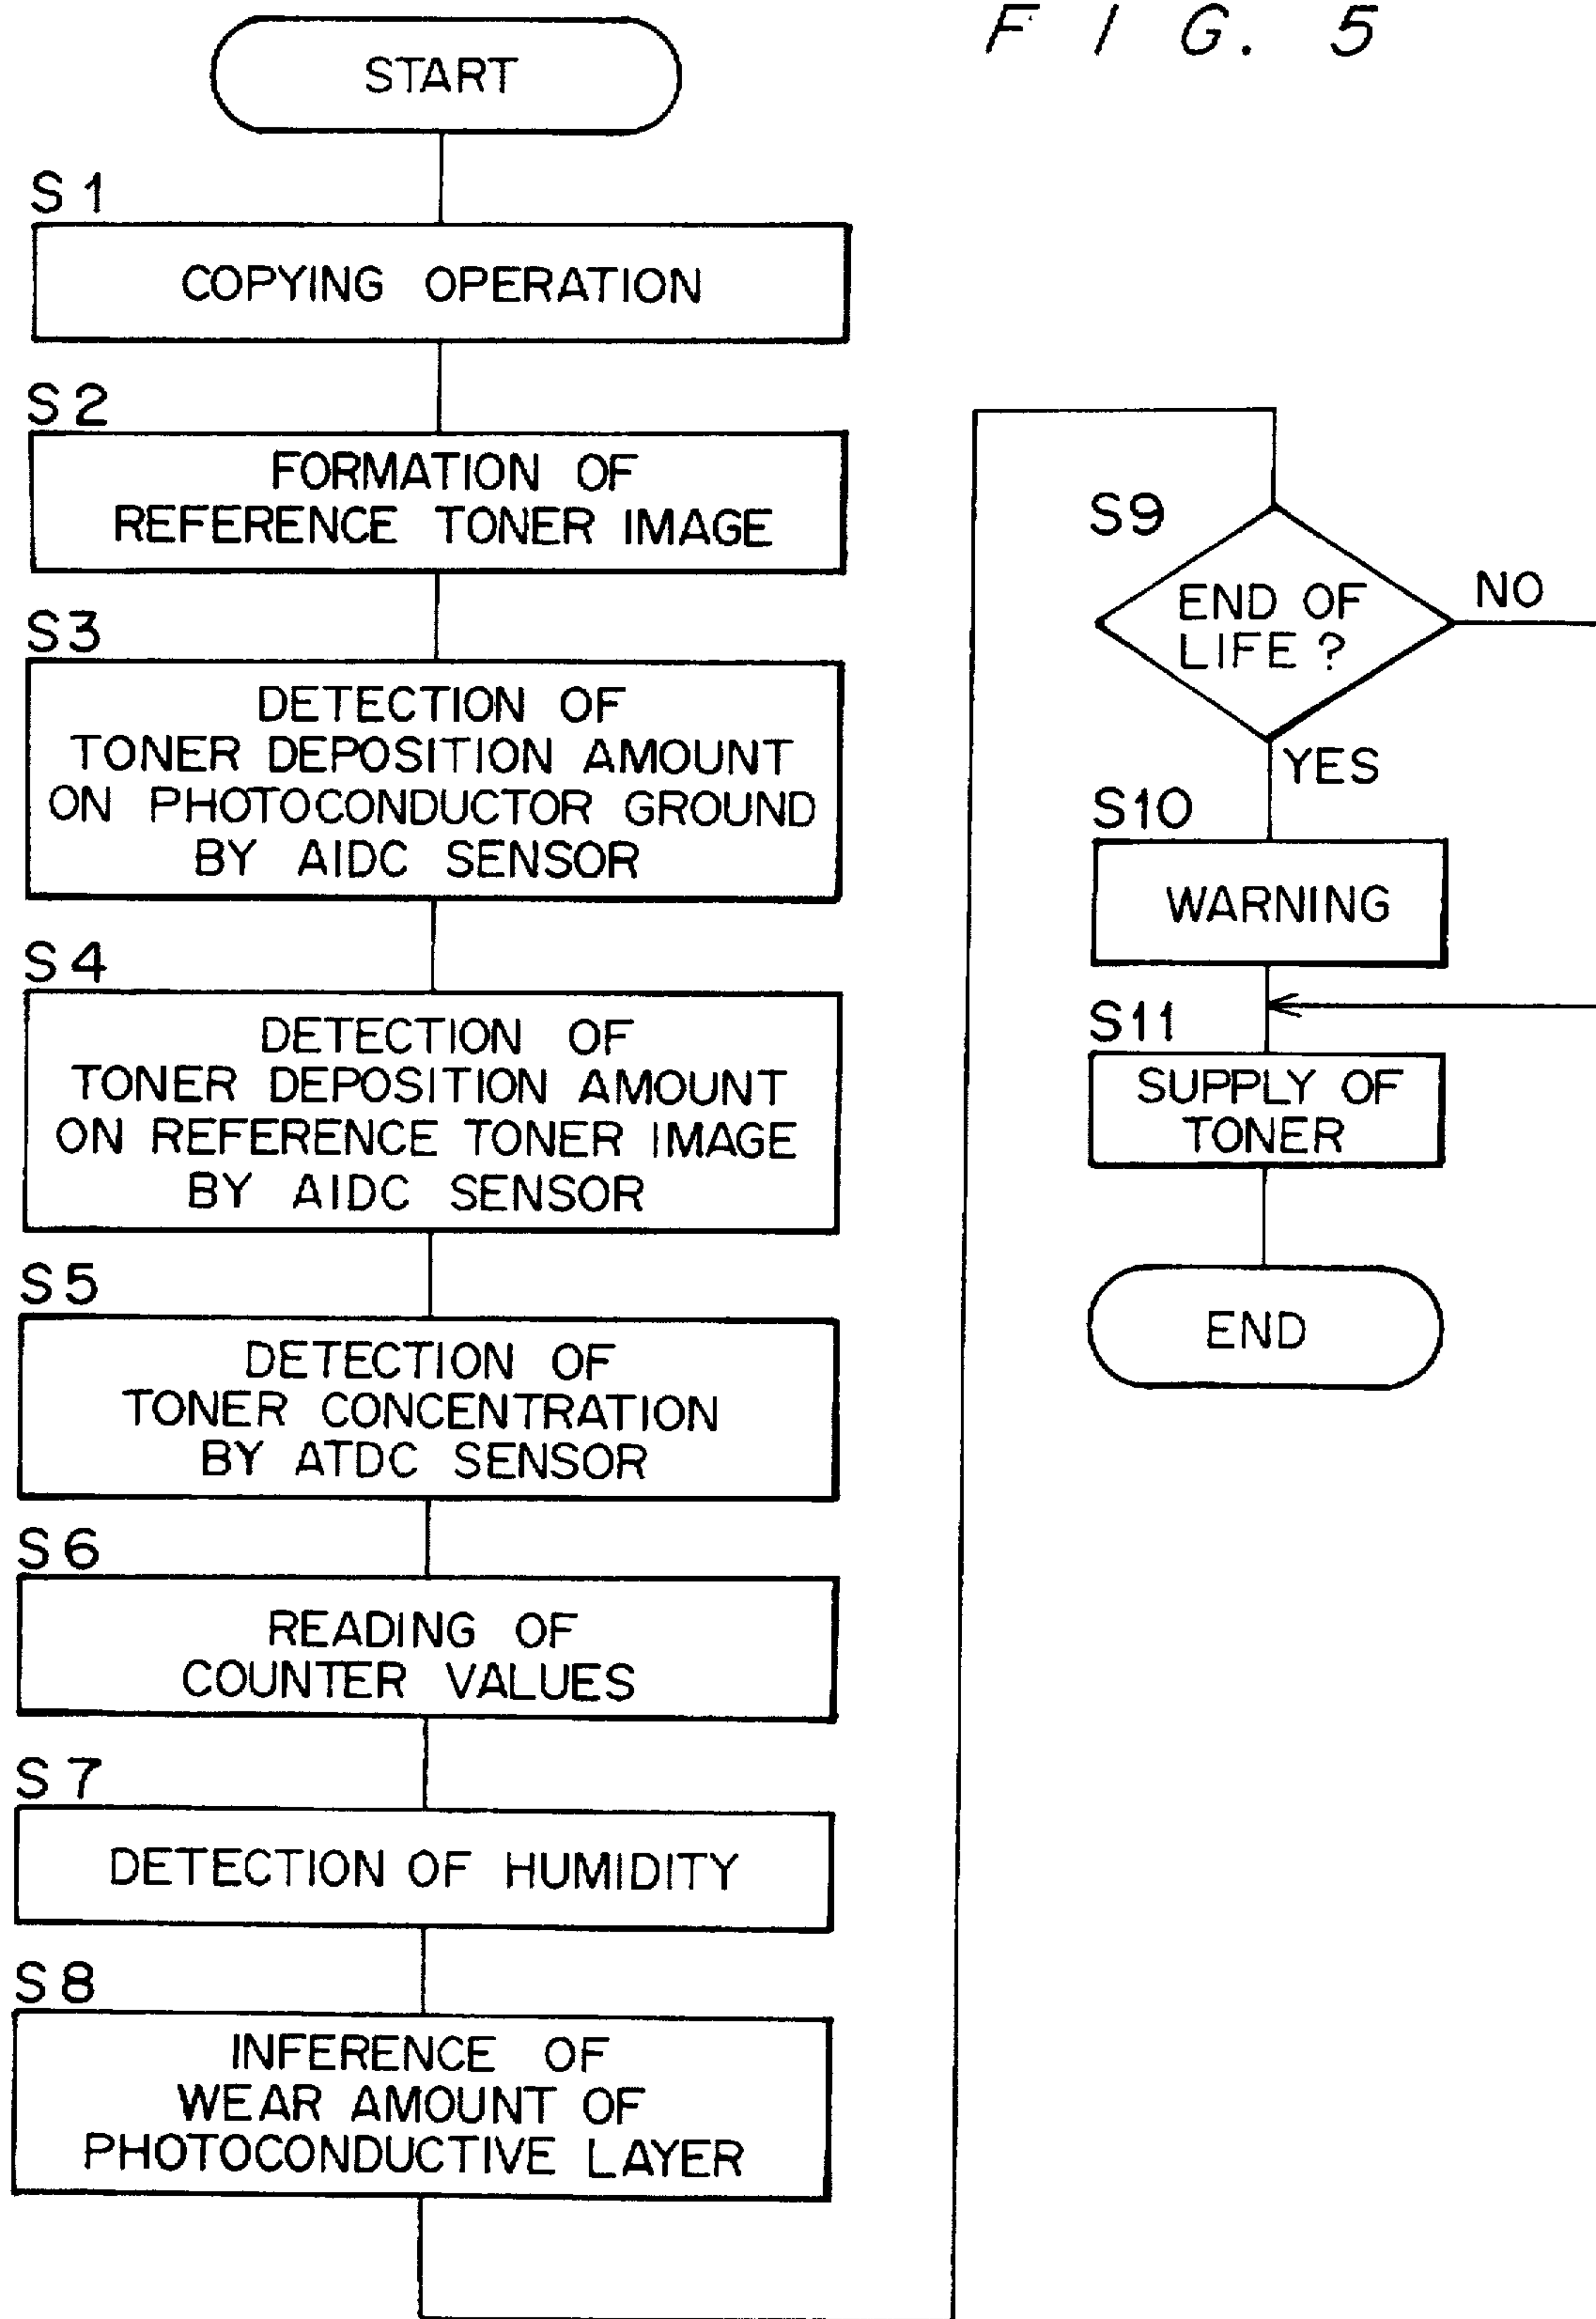 F I G. 5
START
S1
COPYING OPERATION
S2
FORMATION OF
REFERENCE TONER IMAGE
S3
DETECTION OF
TONER DEPOSITION AMOUNT
ON PHOTOCONDUCTOR GROUND
BY AIDC SENSOR
S4
DETECTION OF
TONER DEPOSITION AMOUNT
ON REFERENCE TONER IMAGE
BY AIDC SENSOR
S5
DETECTION OF
TONER CONCENTRATION
BY ATDC SENSOR
S6
READING OF
COUNTER VALUES
S7
DETECTION OF HUMIDITY
S8
INFERENCE OF
WEAR AMOUNT OF
PHOTOCONDUCTIVE LAYER
S9
END OF
LIFE ?
NO
YES
S10
WARNING
S11
SUPPLY OF
TONER
END